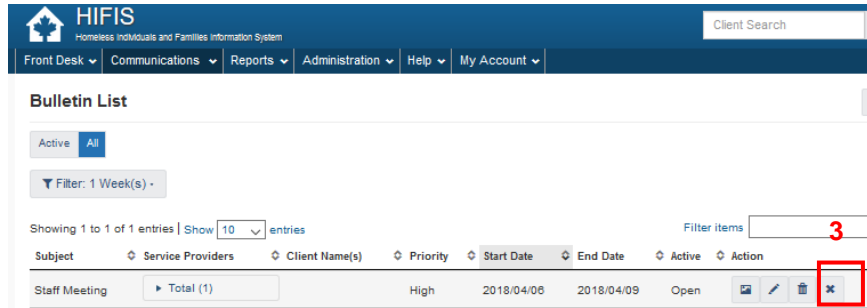 HIFIS
Homeless Individuals and Families Information System
Client Search
Front Desk Communications Reports Administration Help My Account
Bulletin List
Active All
Filter: 1 Week(s)
Showing 1 to 1 of 1 entries | Show 10 entries Filter items
3
Subject Service Providers Client Name(s) Priority Start Date End Date Active Action
Staff Meeting Total (1) High 2018/04/06 2018/04/09 Open